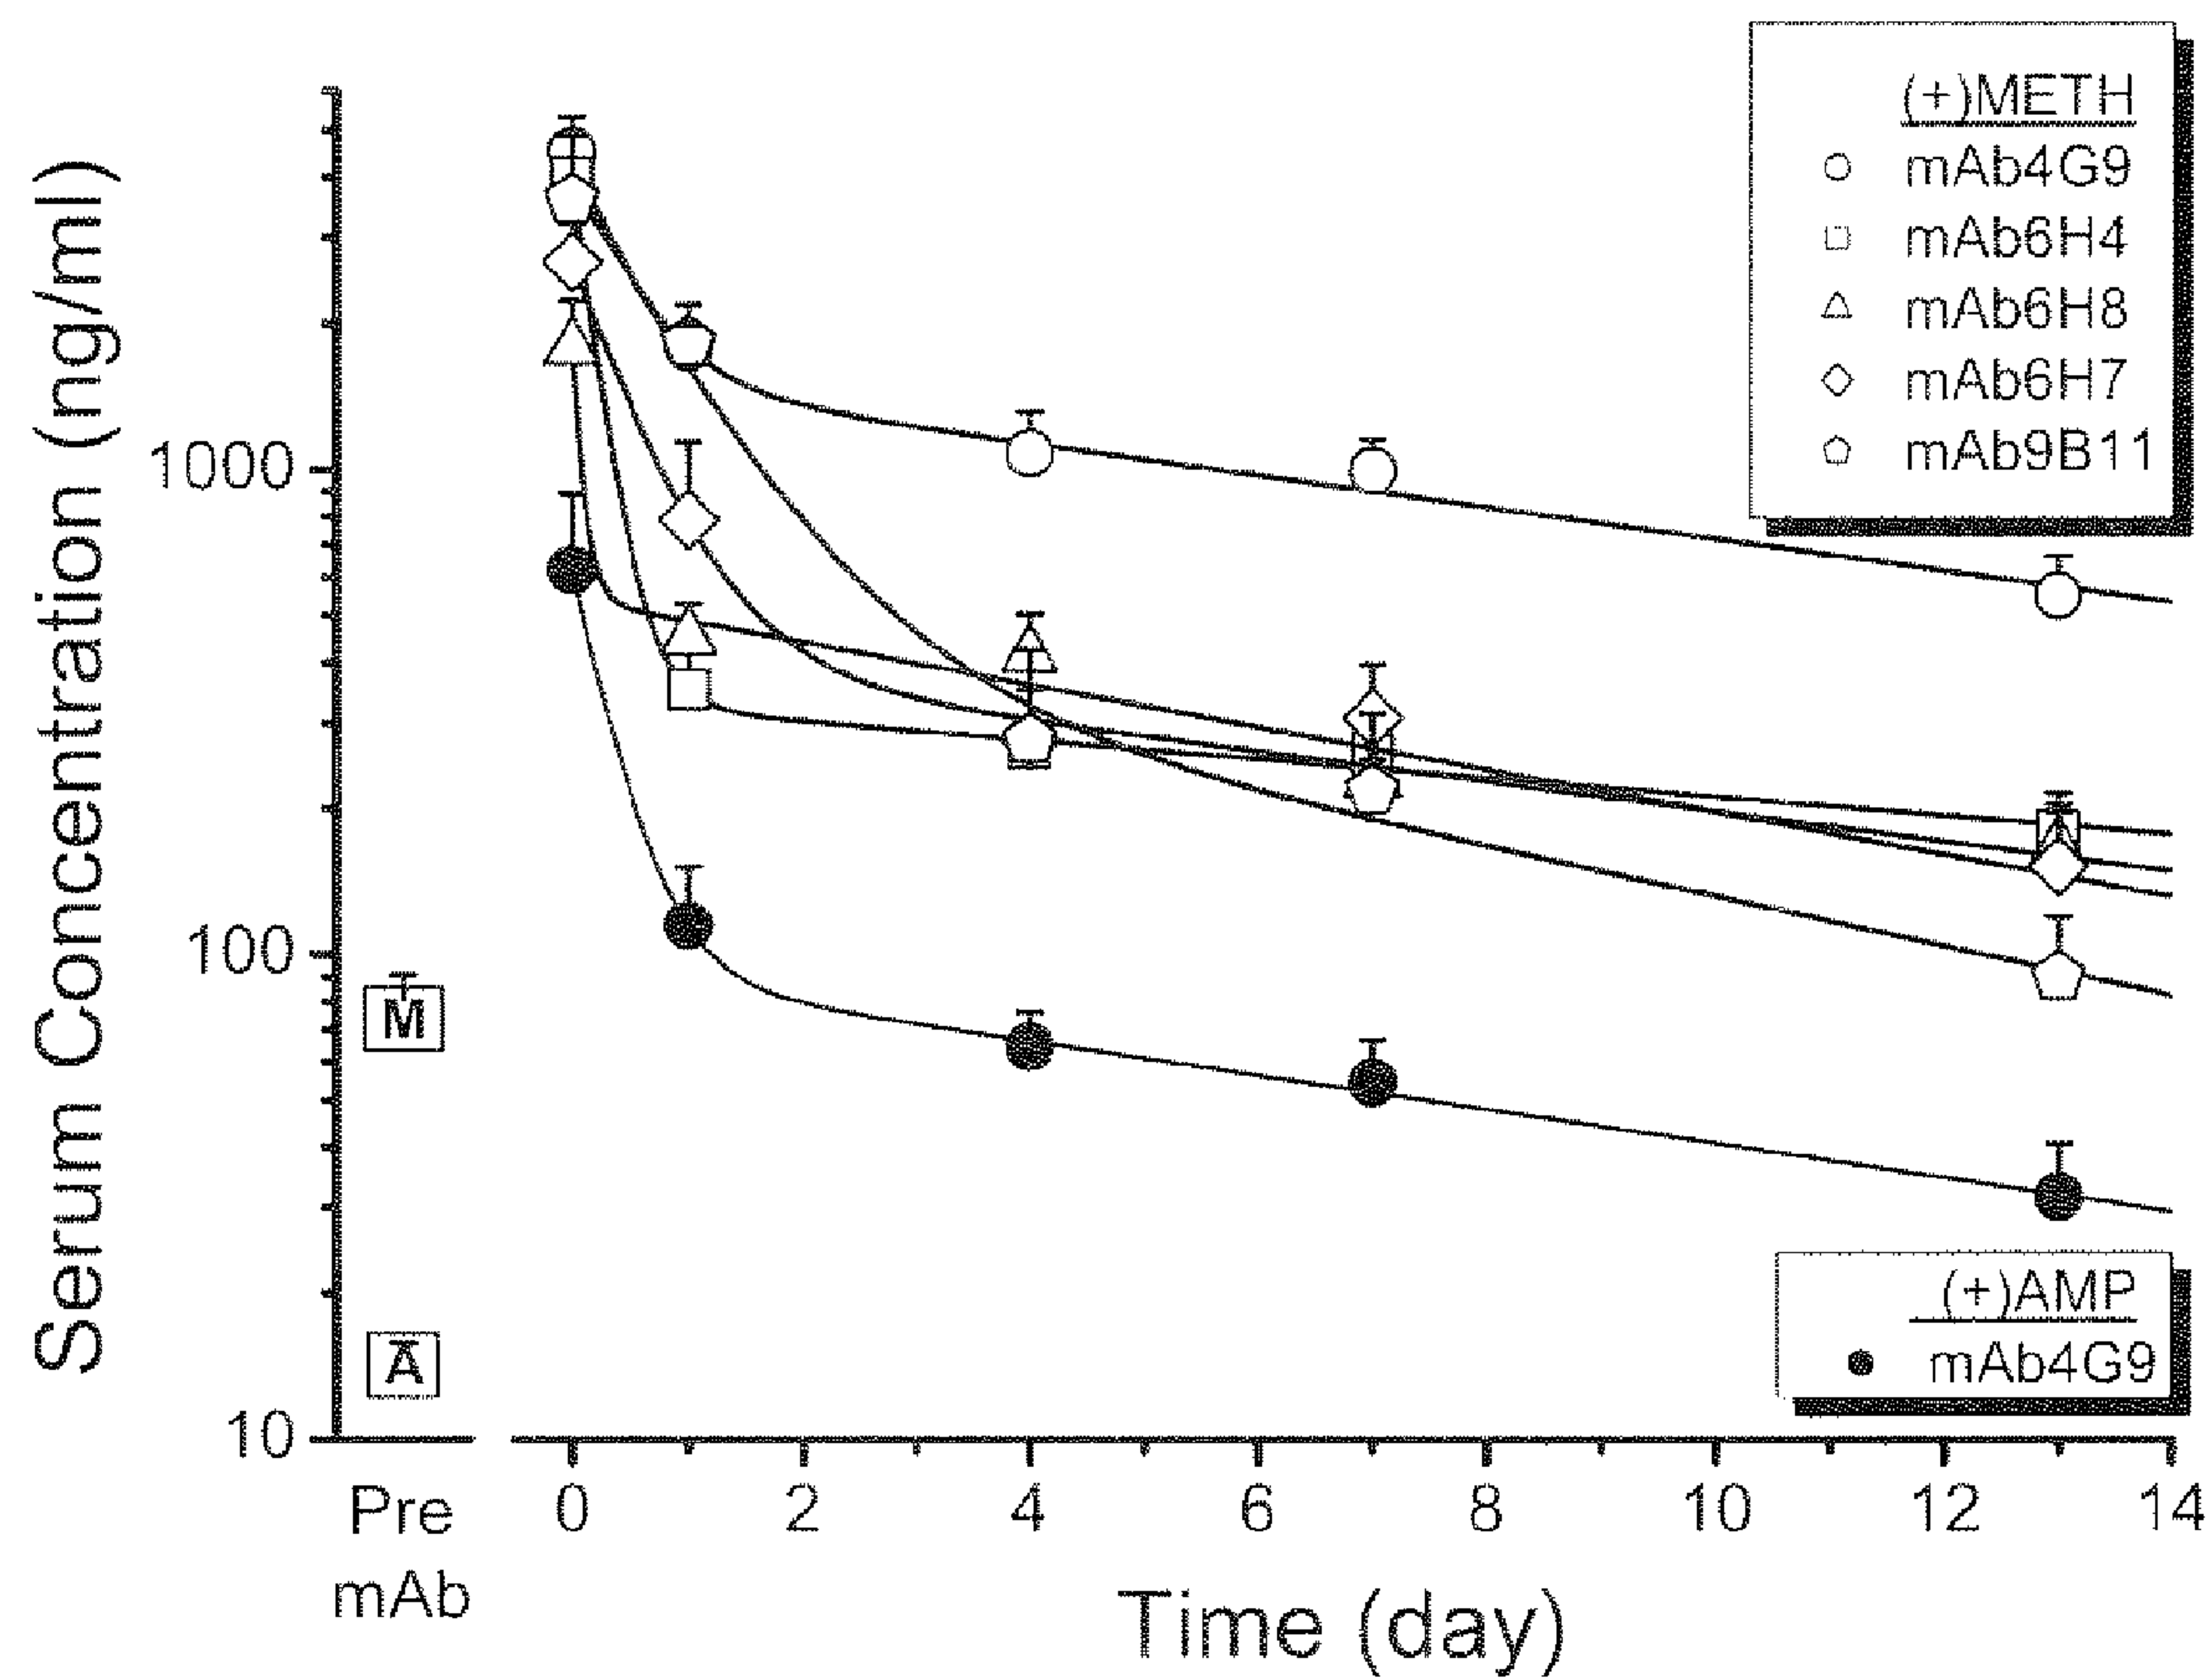 Serum Concentration (ng/ml)
1000
100
10
M
A
(+)METH
mAb4G9
mAb6H4
mAb6H8
mAb6H7
mAb9B11
(+)AMP
mAb4G9
Pre
mAb
0 2 4 6 8 10 12 14
Time (day)